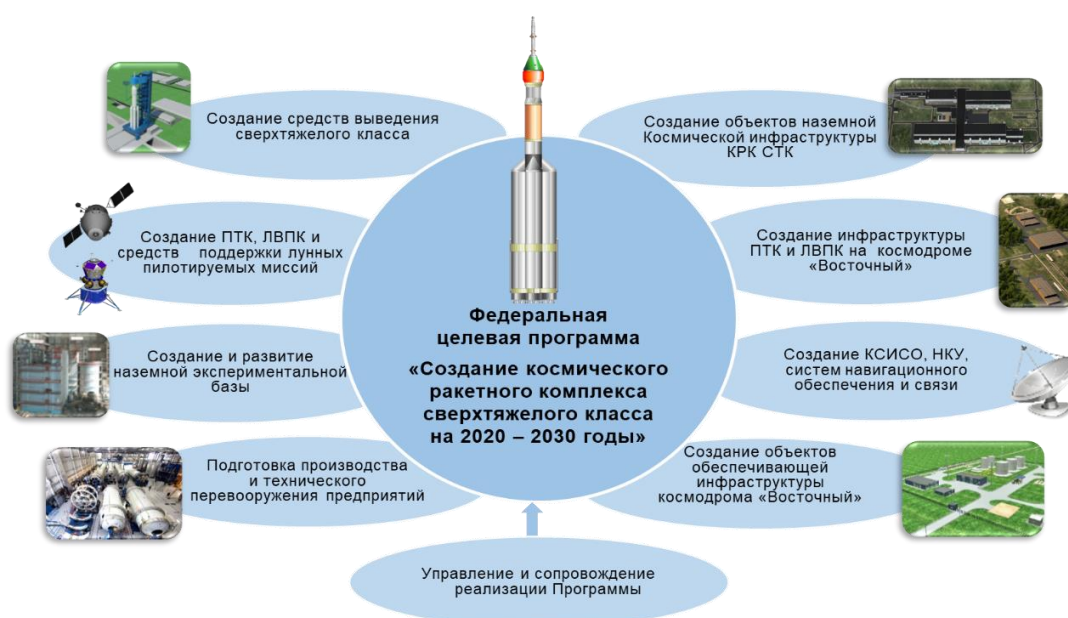 Создание средств выведения
сверхтяжелого класса
Создание ПТК, ЛВПК и
средств поддержки лунных
пилотируемых миссий
Создание и развитие
наземной экспериментальной
базы
Подготовка производства
и технического
перевооружения предприятий
Федеральная
целевая программа
«Создание космического
ракетного комплекса
сверхтяжелого класса
на 2020 – 2030 годы»
Создание объектов наземной
Космической инфраструктуры
КРК СТК
Создание инфраструктуры
ПТК и ЛВПК на космодроме
«Восточный»
Создание КСИСО, НКУ,
систем навигационного
обеспечения и связи
Создание объектов
обеспечивающей
инфраструктуры
космодрома «Восточный»
Управление и сопровождение
реализации Программы